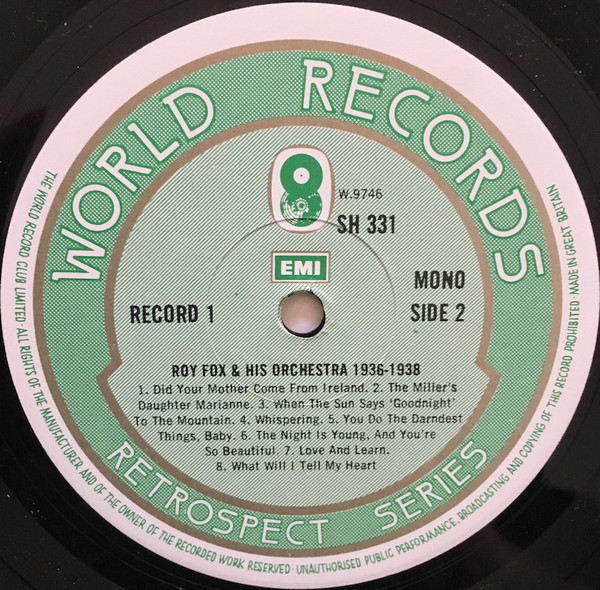 WORLD RECORDS
W.9746
SH 331
EMI
MONO
RECORD 1
SIDE 2
ROY FOX & HIS ORCHESTRA 1936-1938
1. Did Your Mother Come From Ireland. 2. The Miller's
Daughter Marianne. 3. When The Sun Says 'Goodnight'
To The Mountain. 4. Whispering. 5. You Do The Darndest
Things, Baby. 6. The Night Is Young, And You're
So Beautiful. 7. Love And Learn.
8. What Will I Tell My Heart
RETROSPECT SERIES
THE WORLD RECORD CLUB LIMITED · ALL RIGHTS OF THE MANUFACTURER AND OF THE OWNER OF THE RECORDED WORK RESERVED · UNAUTHORISED PUBLIC PERFORMANCE, BROADCASTING AND COPYING OF THIS RECORD PROHIBITED · MADE IN GREAT BRITAIN